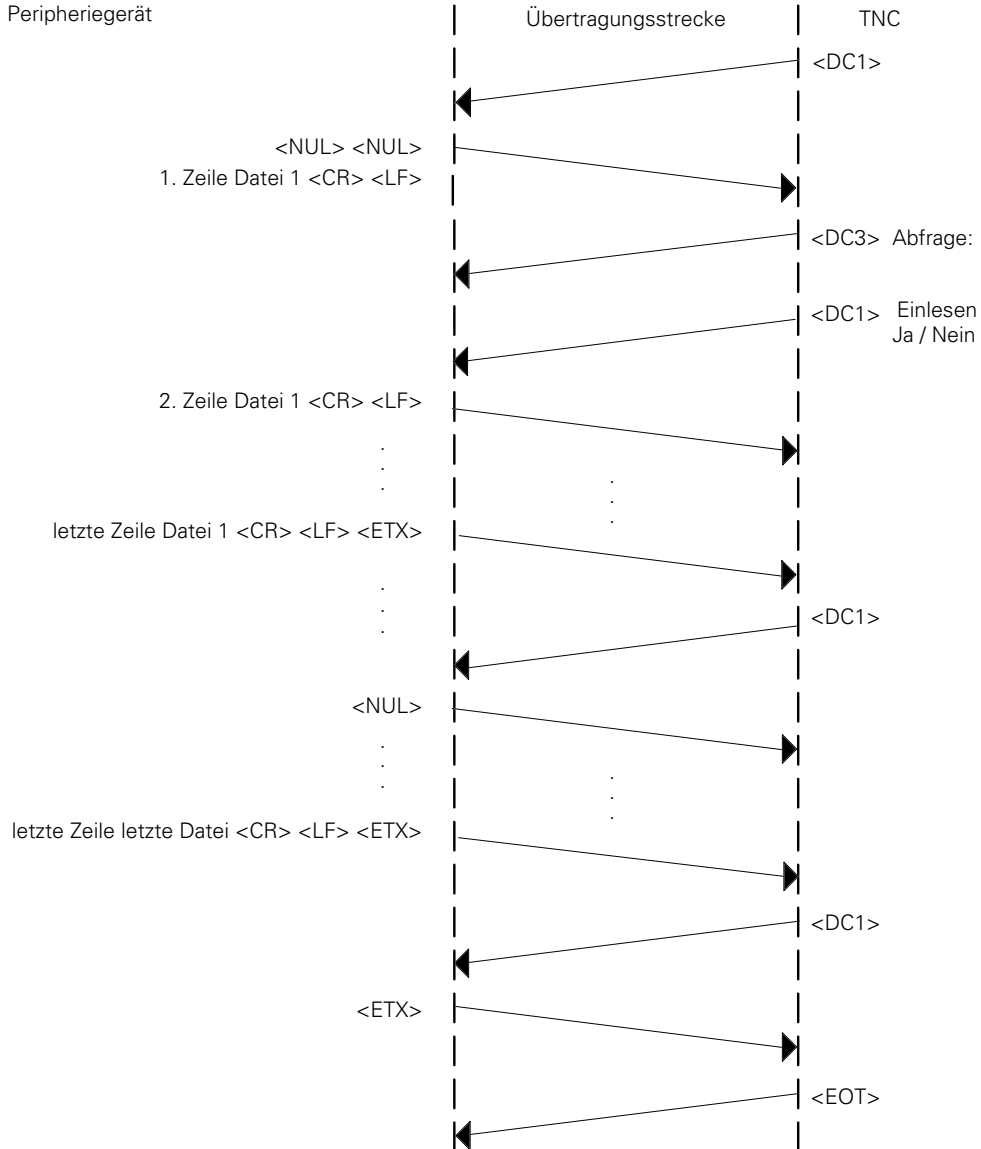 Peripheriegerät Übertragungsstrecke TNC
<DC1>
<NUL> <NUL>
1. Zeile Datei 1 <CR> <LF>
<DC3> Abfrage:
<DC1> Einlesen
Ja / Nein
2. Zeile Datei 1 <CR> <LF>
.
.
.
.
.
.
letzte Zeile Datei 1 <CR> <LF> <ETX>
.
.
.
<DC1>
<NUL>
.
.
.
.
.
.
letzte Zeile letzte Datei <CR> <LF> <ETX>
<DC1>
<ETX>
<EOT>